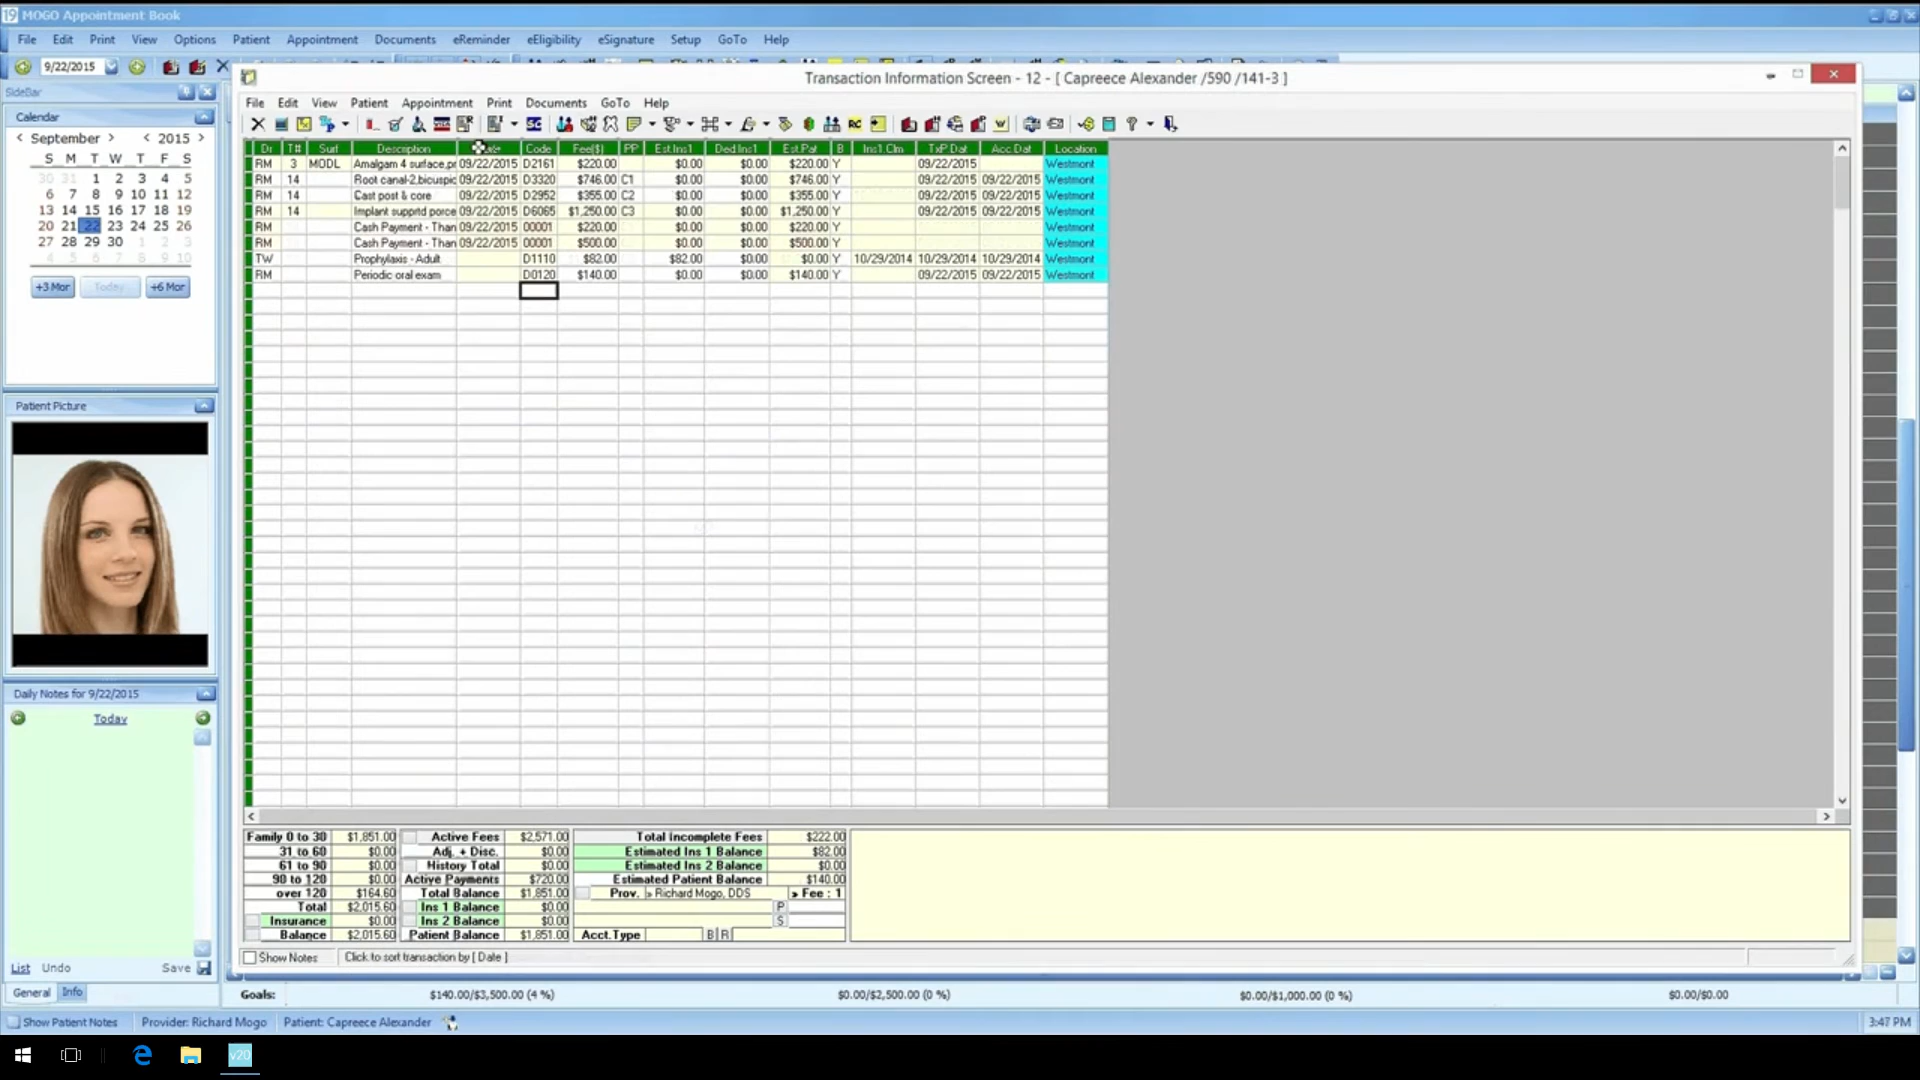 MOGO Appointment Book
File Edit Print View Options Patient Appointment Documents eReminder eEligibility eSignature Setup GoTo Help
9/22/2015
SideBar
Calendar
September 2015
S M T W T F S
30 31 1 2 3 4 5
6 7 8 9 10 11 12
13 14 15 16 17 18 19
20 21 22 23 24 25 26
27 28 29 30 1 2 3
4 5 6 7 8 9 10
+3 Mor Today +6 Mor
Patient Picture
Daily Notes for 9/22/2015
Today
List Undo Save
General Info
Transaction Information Screen - 12 - [ Capreece Alexander /590 /141-3 ]
File Edit View Patient Appointment Print Documents GoTo Help
Dr T# Surf Description Code Fee($) PP Est.Ins1 Ded.Ins1 Est.Pat B Ins1 Clm TxP Dat Acc.Dat Location
RM 3 MODL Amalgam 4 surface,pr 09/22/2015 D2161 $220.00 $0.00 $0.00 $220.00 Y 09/22/2015 Westmont
RM 14 Root canal-2,bicuspid 09/22/2015 D3320 $746.00 C1 $0.00 $0.00 $746.00 Y 09/22/2015 09/22/2015 Westmont
RM 14 Cast post & core 09/22/2015 D2952 $355.00 C2 $0.00 $0.00 $355.00 Y 09/22/2015 09/22/2015 Westmont
RM 14 Implant supprtd porce 09/22/2015 D6065 $1,250.00 C3 $0.00 $0.00 $1,250.00 Y 09/22/2015 09/22/2015 Westmont
RM Cash Payment - Than 09/22/2015 00001 $220.00 $0.00 $0.00 $220.00 Y Westmont
RM Cash Payment - Than 09/22/2015 00001 $500.00 $0.00 $0.00 $500.00 Y Westmont
TW Prophylaxis - Adult D1110 $82.00 $82.00 $0.00 $0.00 Y 10/29/2014 10/29/2014 10/29/2014 Westmont
RM Periodic oral exam D0120 $140.00 $0.00 $0.00 $140.00 Y 09/22/2015 09/22/2015 Westmont
Family 0 to 30 $1,851.00 Active Fees $2,571.00 Total Incomplete Fees $222.00
31 to 60 $0.00 Adj. + Disc. $0.00 Estimated Ins 1 Balance $82.00
61 to 90 $0.00 History Total $0.00 Estimated Ins 2 Balance $0.00
90 to 120 $0.00 Active Payments $720.00 Estimated Patient Balance $140.00
over 120 $164.60 Total Balance $1,851.00 Prov. Richard Mogo, DDS Fee : 1
Total $2,015.60 Ins 1 Balance $0.00 P
Insurance $0.00 Ins 2 Balance $0.00 S
Balance $2,015.60 Patient Balance $1,851.00 Acct.Type B R
Show Notes Click to sort transaction by [ Date ]
Goals: $140.00/$3,500.00 (4 %) $0.00/$2,500.00 (0 %) $0.00/$1,000.00 (0 %) $0.00/$0.00
Show Patient Notes Provider: Richard Mogo Patient: Capreece Alexander 3:47 PM
v20